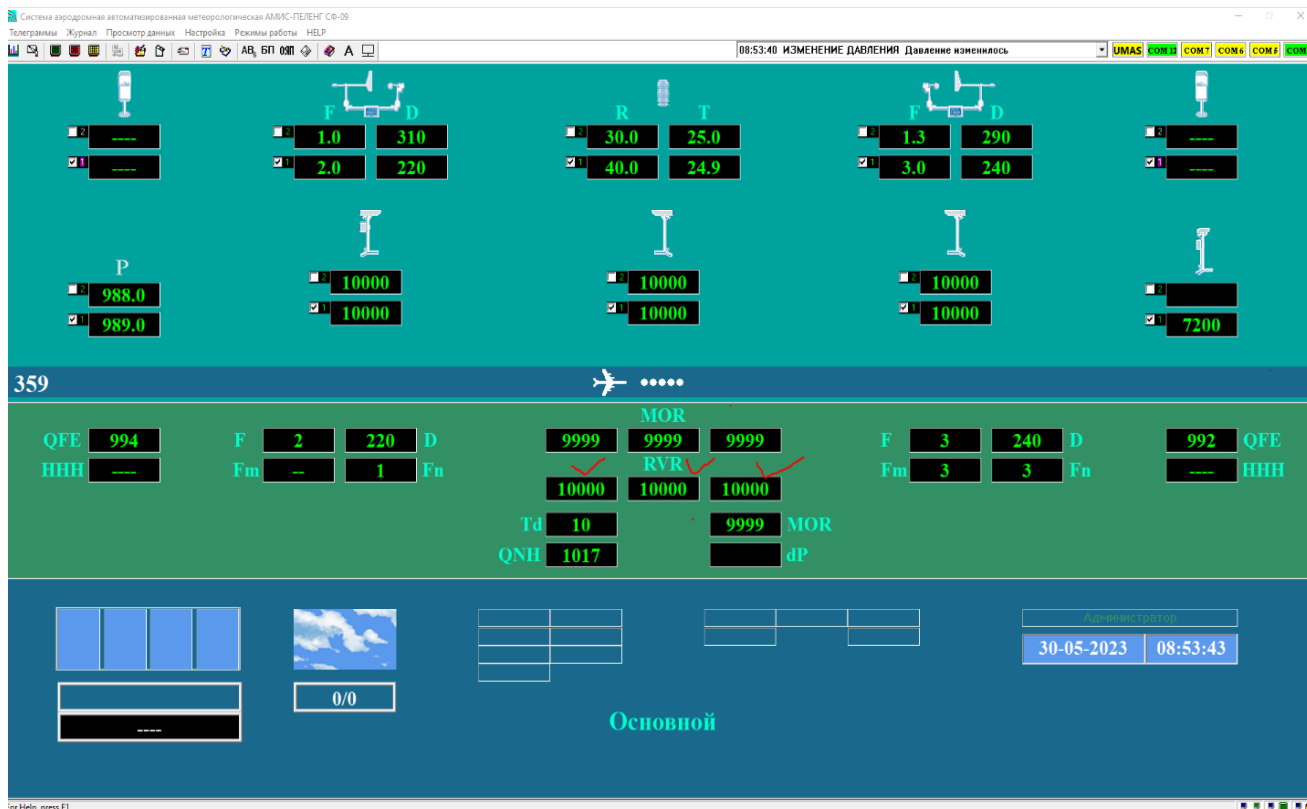 Система аэродромная автоматизированная метеорологическая АМИС-ПЕЛЕНГ СФ-09
Телеграммы Журнал Просмотр данных Настройка Режимы работы HELP
АВ, БП 08:53:40 ИЗМЕНЕНИЕ ДАВЛЕНИЯ Давление изменилось UMAS COM 12 COM 7 COM 6 COM
F D R T F D
2 ---- 2 1.0 310 2 30.0 25.0 2 1.3 290 2 ----
1 ---- 1 2.0 220 1 40.0 24.9 1 3.0 240 1 ----
P
2 988.0 2 10000 2 10000 2 10000 2
1 989.0 1 10000 1 10000 1 10000 1 7200
359
MOR
QFE 994 F 2 220 D 9999 9999 9999 F 3 240 D 992 QFE
RVR
HHH ---- Fm -- 1 Fn 10000 10000 10000 Fm 3 3 Fn ---- HHH
Td 10 9999 MOR
QNH 1017 dP
Администратор
30-05-2023 08:53:43
0/0
----
Основной
For Help, press F1